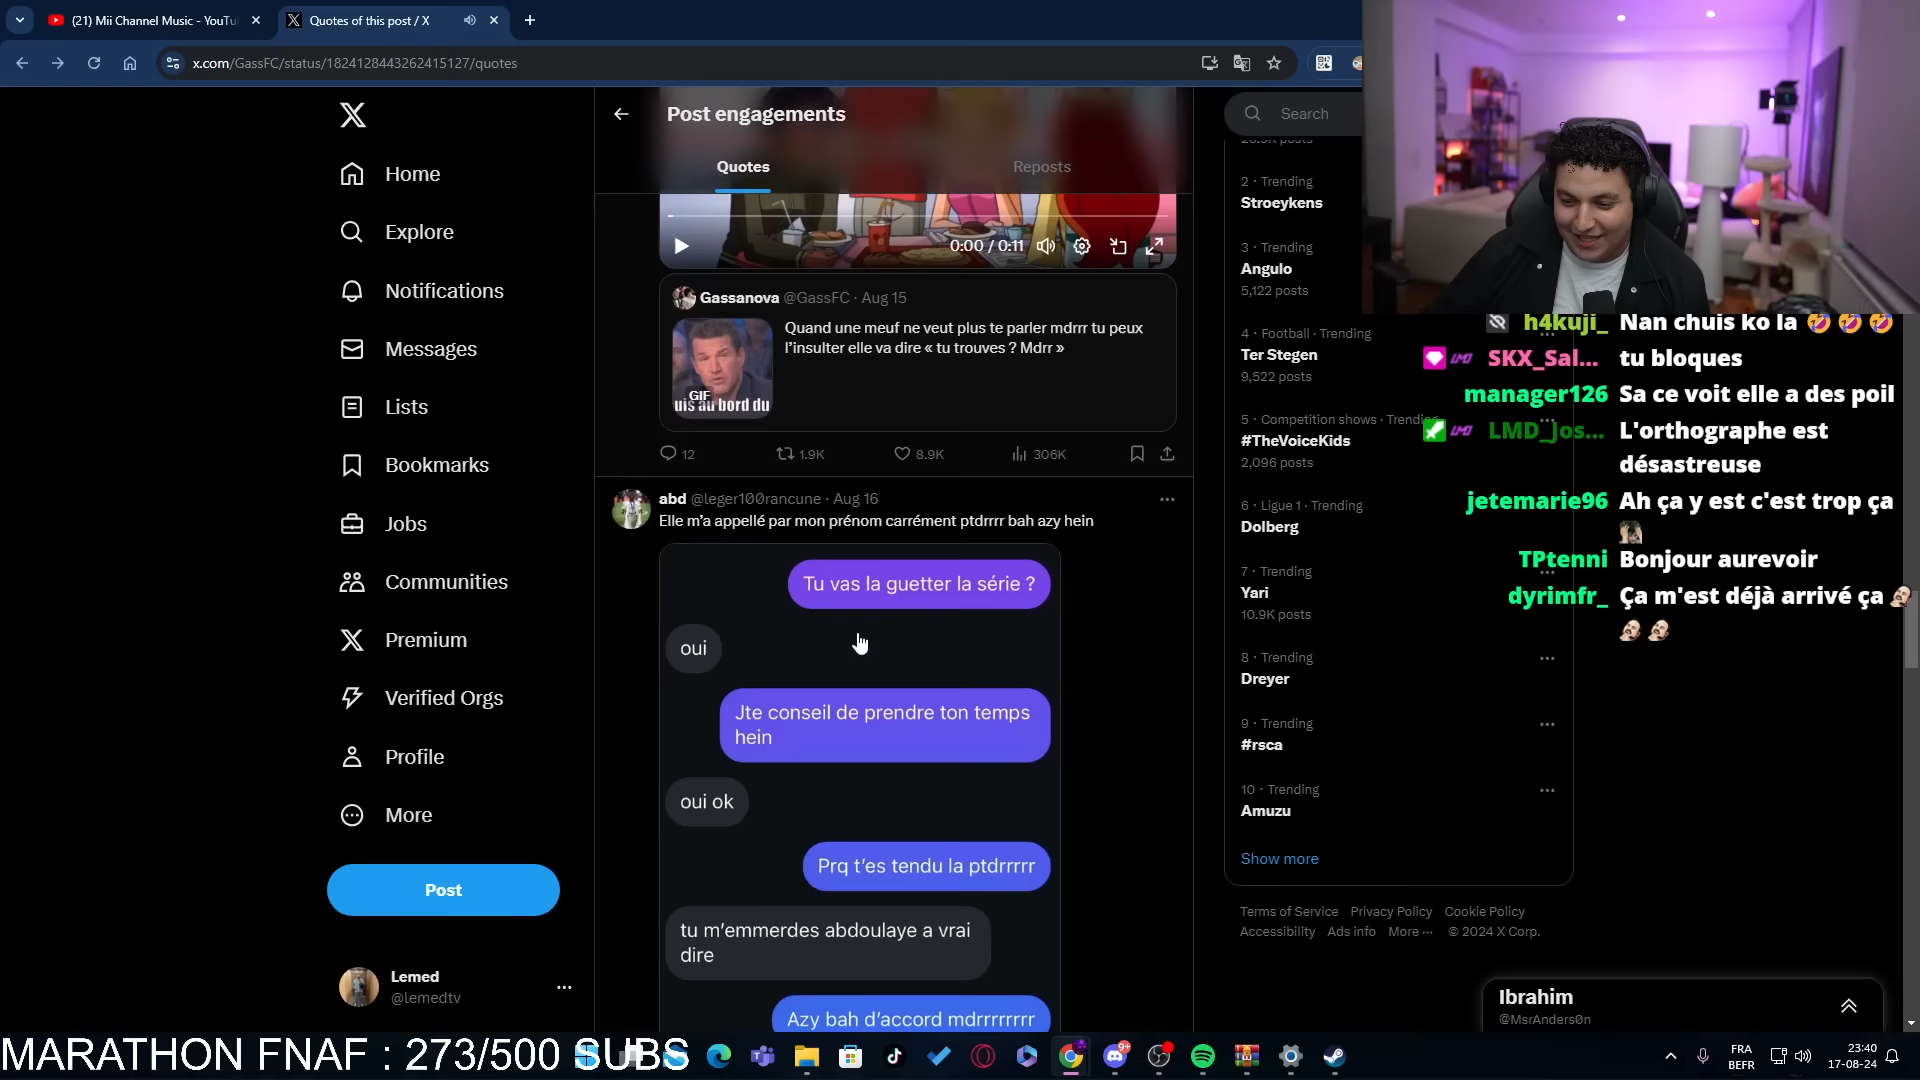 (21) Mii Channel Music - YouTu
Quotes of this post / X
x.com/GassFC/status/1824128443262415127/quotes
Home
Explore
Notifications
Messages
Lists
Bookmarks
Jobs
Communities
Premium
Verified Orgs
Profile
More
Post
Lemed
@lemedtv
Post engagements
Quotes
Reposts
0:00 / 0:11
Gassanova @GassFC · Aug 15
Quand une meuf ne veut plus te parler mdrrr tu peux
l'insulter elle va dire « tu trouves ? Mdrr »
GIF
uis au bord du
12
1.9K
8.9K
306K
abd @leger100rancune · Aug 16
Elle m'a appellé par mon prénom carrément ptdrrrr bah azy hein
Tu vas la guetter la série ?
oui
Jte conseil de prendre ton temps
hein
oui ok
Prq t'es tendu la ptdrrrrr
tu m'emmerdes abdoulaye a vrai
dire
Azy bah d'accord mdrrrrrrrr
Search
2 · Trending
Stroeykens
3 · Trending
Angulo
5,122 posts
4 · Football · Trending
Ter Stegen
9,522 posts
5 · Competition shows · Trending
#TheVoiceKids
2,096 posts
6 · Ligue 1 · Trending
Dolberg
7 · Trending
Yari
10.9K posts
8 · Trending
Dreyer
9 · Trending
#rsca
10 · Trending
Amuzu
Show more
Terms of Service Privacy Policy Cookie Policy
Accessibility Ads info More ··· © 2024 X Corp.
Ibrahim
@MsrAnders0n
h4kuji_ Nan chuis ko la
LMD SKX_Sal... tu bloques
manager126 Sa ce voit elle a des poil
LMD LMD_Jos... L'orthographe est
désastreuse
jetemarie96 Ah ça y est c'est trop ça
TPtenni Bonjour aurevoir
dyrimfr_ Ça m'est déjà arrivé ça
MARATHON FNAF : 273/500 SUBS
9+
FRA
BEFR
23:40
17-08-24